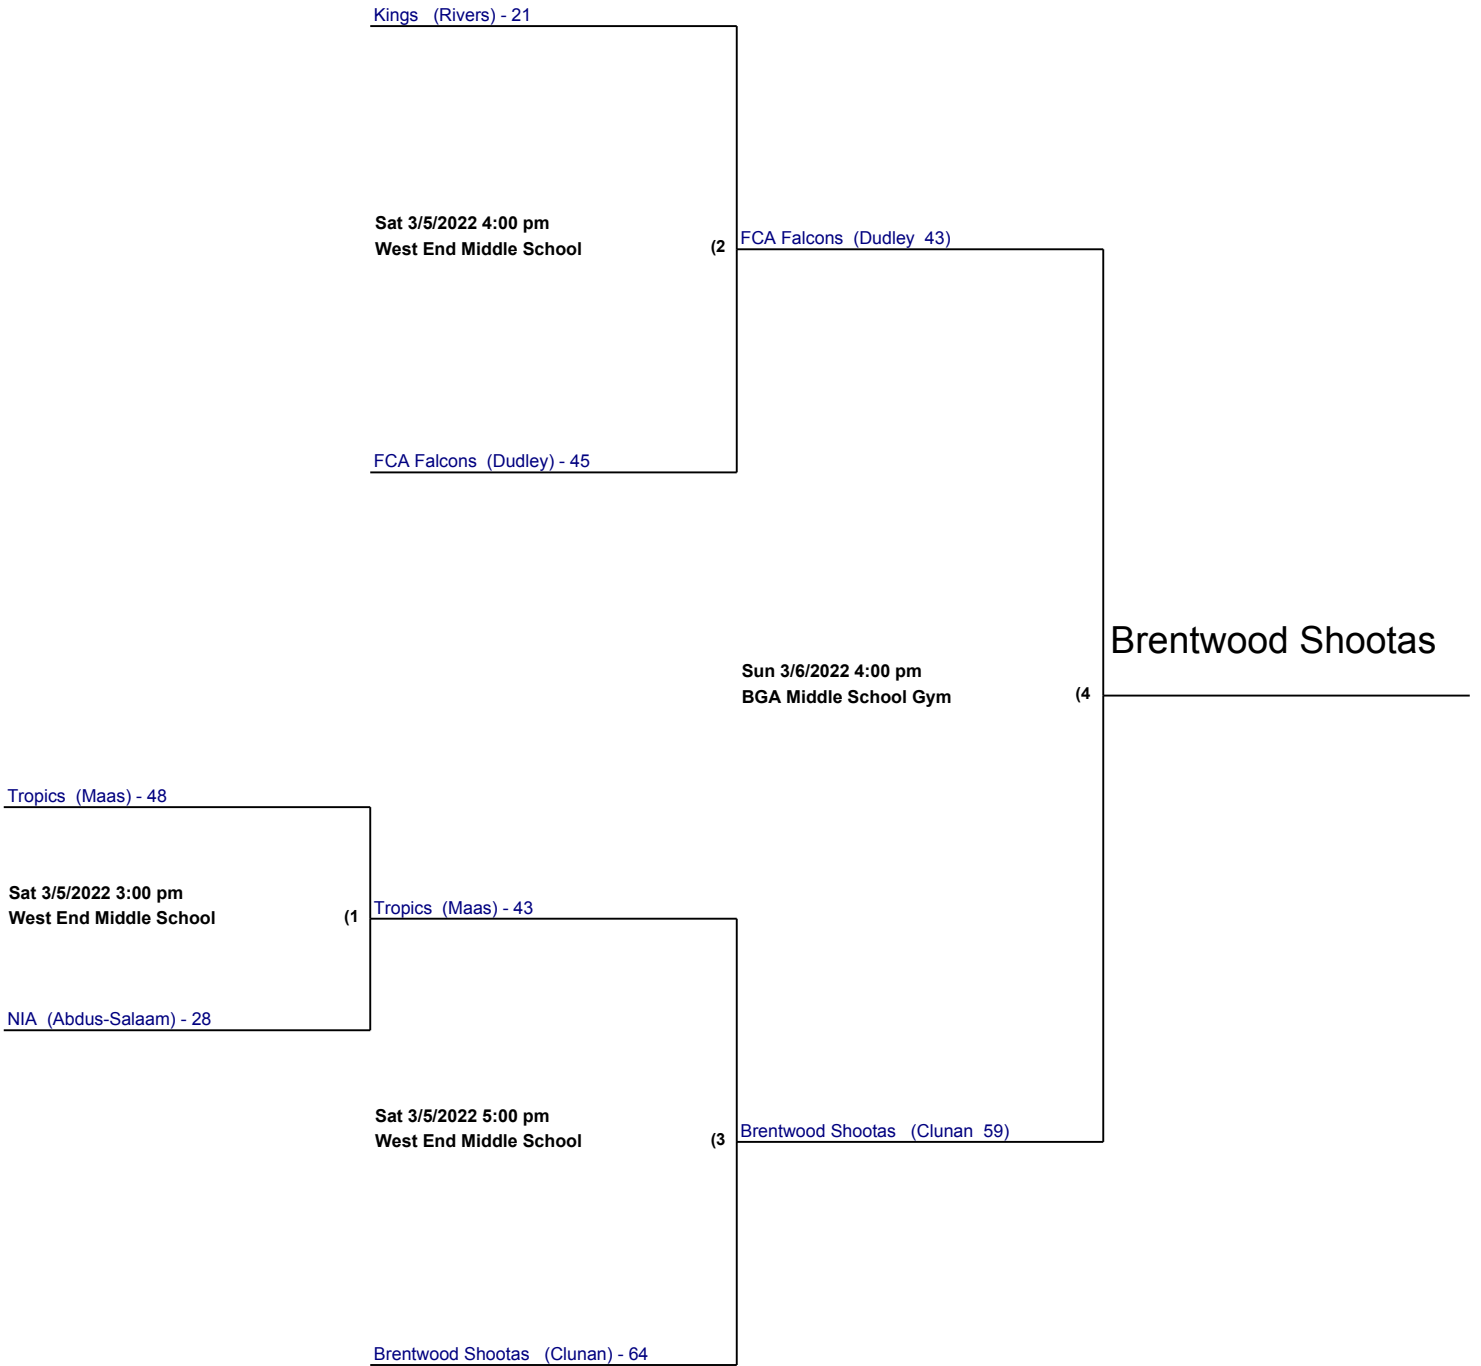 Kings (Rivers) - 21
Sat 3/5/2022 4:00 pm
West End Middle School (2
FCA Falcons (Dudley 43)
FCA Falcons (Dudley) - 45
Brentwood Shootas
Sun 3/6/2022 4:00 pm
BGA Middle School Gym (4
Tropics (Maas) - 48
Sat 3/5/2022 3:00 pm
West End Middle School (1
Tropics (Maas) - 43
NIA (Abdus-Salaam) - 28
Sat 3/5/2022 5:00 pm
West End Middle School (3
Brentwood Shootas (Clunan 59)
Brentwood Shootas (Clunan) - 64